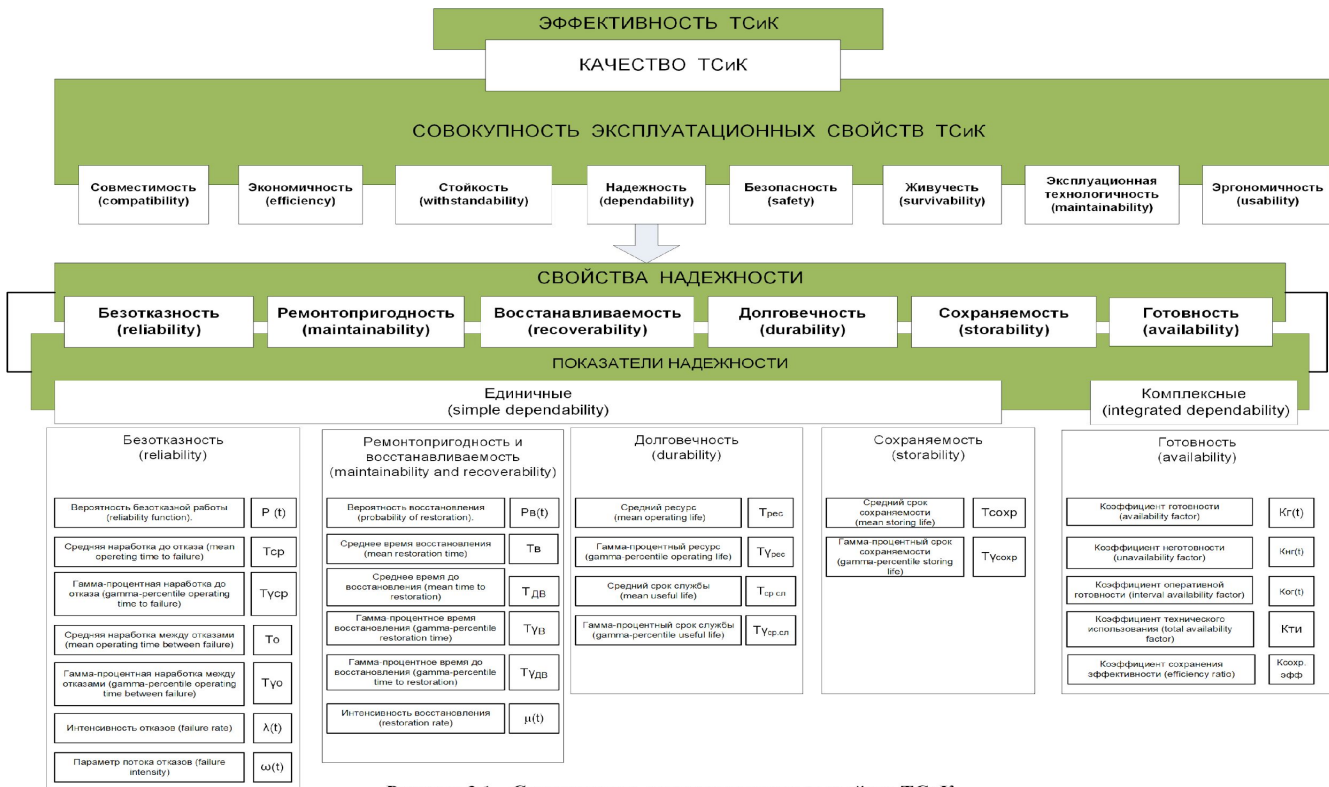 ЭФФЕКТИВНОСТЬ ТСиК
КАЧЕСТВО ТСиК
СОВОКУПНОСТЬ ЭКСПЛУАТАЦИОННЫХ СВОЙСТВ ТСиК
Совместимость
(compatibility)
Экономичность
(efficiency)
Стойкость
(withstandability)
Надежность
(dependability)
Безопасность
(safety)
Живучесть
(survivability)
Эксплуационная
технологичность
(maintainability)
Эргономичность
(usability)
СВОЙСТВА НАДЕЖНОСТИ
Безотказность
(reliability)
Ремонтопригодность
(maintainability)
Восстанавливаемость
(recoverability)
Долговечность
(durability)
Сохраняемость
(storability)
Готовность
(availability)
ПОКАЗАТЕЛИ НАДЕЖНОСТИ
Единичные
(simple dependability)
Комплексные
(integrated dependability)
Безотказность
(reliability)
Вероятность безотказной работы
(reliability function).
P (t)
Средняя наработка до отказа (mean
operating time to failure)
Тср
Гамма-процентная наработка до
отказа (gamma-percentile operating
time to failure)
Тγср
Средняя наработка между отказами
(mean operating time between failure)
То
Гамма-процентная наработка между
отказами (gamma-percentile operating
time between failure)
Тγо
Интенсивность отказов (failure rate)
λ(t)
Параметр потока отказов (failure
intensity)
ω(t)
Ремонтопригодность и
восстанавливаемость
(maintainability and recoverability)
Вероятность восстановления
(probability of restoration).
Рв(t)
Среднее время восстановления
(mean restoration time)
Тв
Среднее время до
восстановления (mean time to
restoration)
ТДВ
Гамма-процентное время
восстановления (gamma-percentile
restoration time)
ТγВ
Гамма-процентное время до
восстановления (gamma-percentile
time to restoration)
ТγДВ
Интенсивность восстановления
(restoration rate)
μ(t)
Долговечность
(durability)
Средний ресурс
(mean operating life)
Трес
Гамма-процентный ресурс
(gamma-percentile operating life)
Тγрес
Средний срок службы
(mean useful life)
Тср.сл
Гамма-процентный срок службы
(gamma-percentile useful life)
Тγср.сл
Сохраняемость
(storability)
Средний срок
сохраняемости
(mean storing life)
Тсохр
Гамма-процентный срок
сохраняемости
(gamma-percentile storing
life)
Тγсохр
Готовность
(availability)
Коэффициент готовности
(availability factor)
Кг(t)
Коэффициент неготовности
(unavailability factor)
Кнг(t)
Коэффициент оперативной
готовности (interval availability factor)
Ког(t)
Коэффициент технического
использования (total availability
factor)
Кти
Коэффициент сохранения
эффективности (efficiency ratio)
Ксохр.
эфф